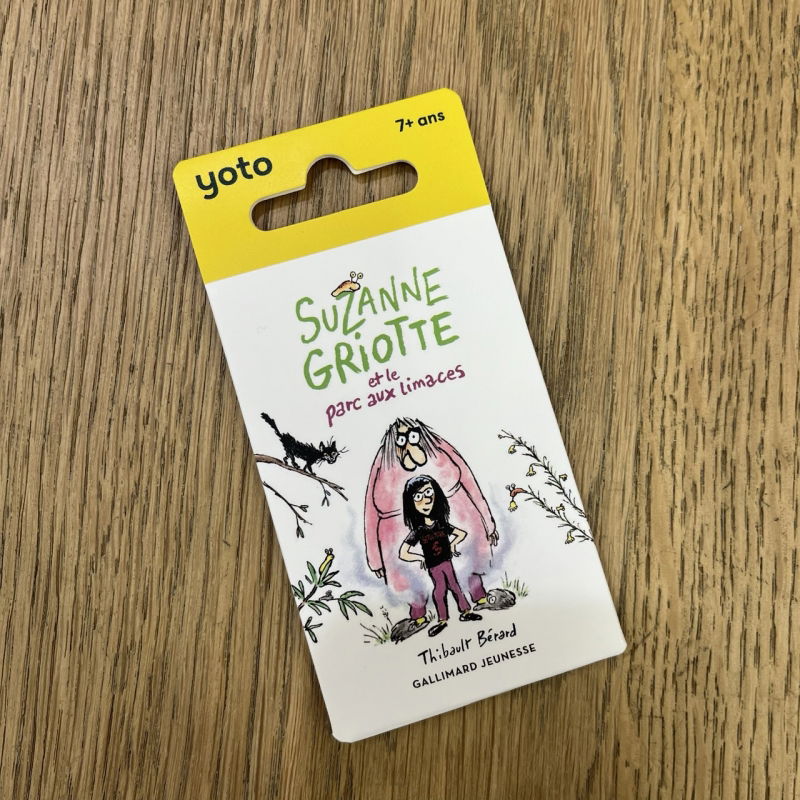 yoto
7+ ans
SUZANNE
GRIOTTE
et le
parc aux limaces
Thibault Bérard
GALLIMARD JEUNESSE